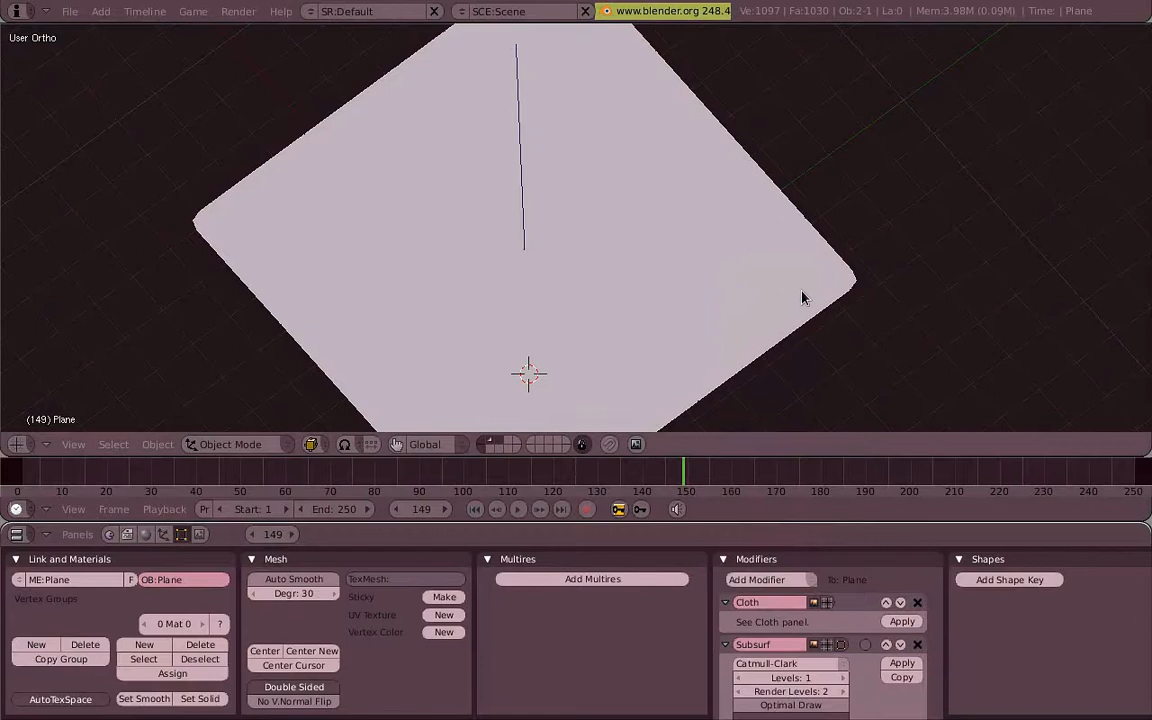 File Add Timeline Game Render Help SR:Default SCE:Scene www.blender.org 248.4 Ve:1097 | Fa:1030 | Ob:2-1 | La:0 | Mem:3.98M (0.09M) | Time: | Plane
User Ortho
(149) Plane
View Select Object Object Mode Global
0 10 20 30 40 50 60 70 80 90 100 110 120 130 140 150 160 170 180 190 200 210 220 230 240 250
View Frame Playback Pr Start: 1 End: 250 149
Panels 149
Link and Materials Mesh Multires Modifiers Shapes
ME:Plane F OB:Plane Auto Smooth TexMesh: Add Multires Add Modifier To: Plane Add Shape Key
Vertex Groups Degr: 30 Sticky Make Cloth
0 Mat 0 ? UV Texture New See Cloth panel. Apply
New Delete New Delete Vertex Color New Subsurf
Copy Group Select Deselect Center Center New Catmull-Clark Apply
Assign Center Cursor Levels: 1 Copy
Double Sided Render Levels: 2
AutoTexSpace Set Smooth Set Solid No V.Normal Flip Optimal Draw